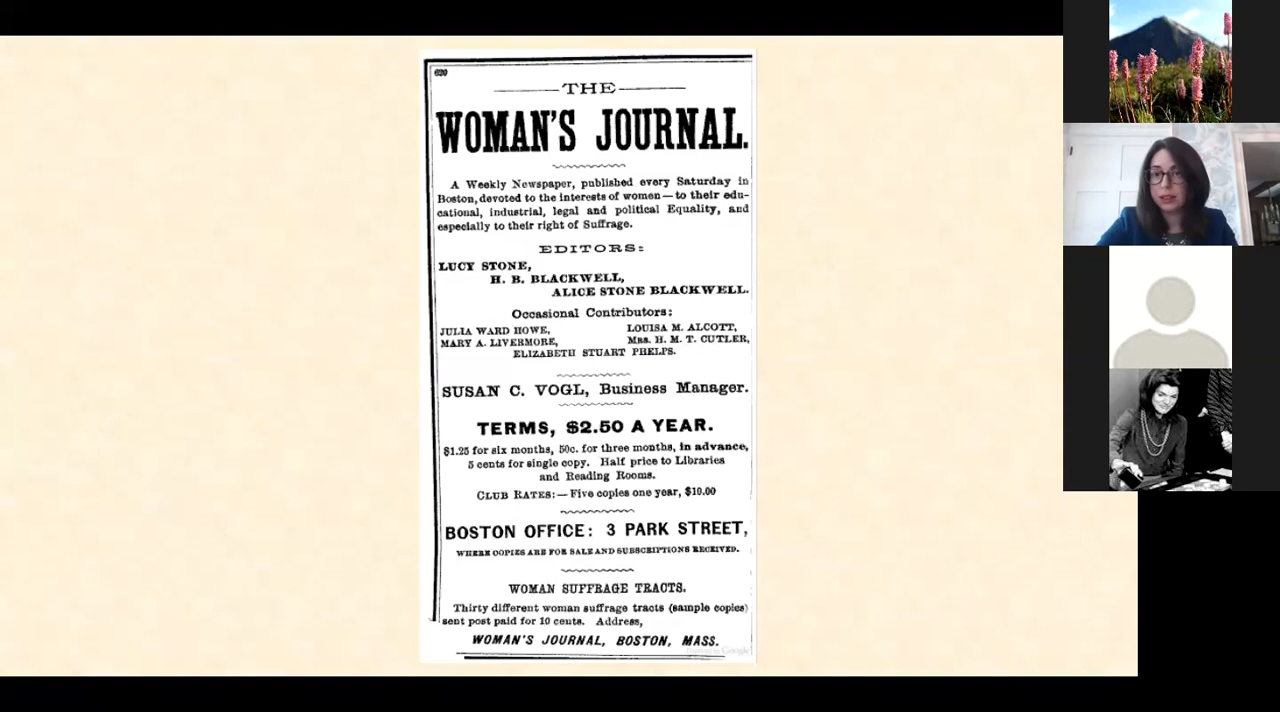 620
THE
WOMAN'S JOURNAL.
A Weekly Newspaper, published every Saturday in
Boston, devoted to the interests of women—to their edu-
cational, industrial, legal and political Equality, and
especially to their right of Suffrage.
EDITORS:
LUCY STONE,
H. B. BLACKWELL,
ALICE STONE BLACKWELL.
Occasional Contributors:
JULIA WARD HOWE, LOUISA M. ALCOTT,
MARY A. LIVERMORE, MRS. H. M. T. CUTLER,
ELIZABETH STUART PHELPS.
SUSAN C. VOGL, Business Manager.
TERMS, $2.50 A YEAR.
$1.25 for six months, 50c. for three months, in advance,
5 cents for single copy. Half price to Libraries
and Reading Rooms.
CLUB RATES:—Five copies one year, $10.00
BOSTON OFFICE: 3 PARK STREET,
WHERE COPIES ARE FOR SALE AND SUBSCRIPTIONS RECEIVED.
WOMAN SUFFRAGE TRACTS.
Thirty different woman suffrage tracts (sample copies)
sent post paid for 10 cents. Address,
WOMAN'S JOURNAL, BOSTON, MASS.
Google